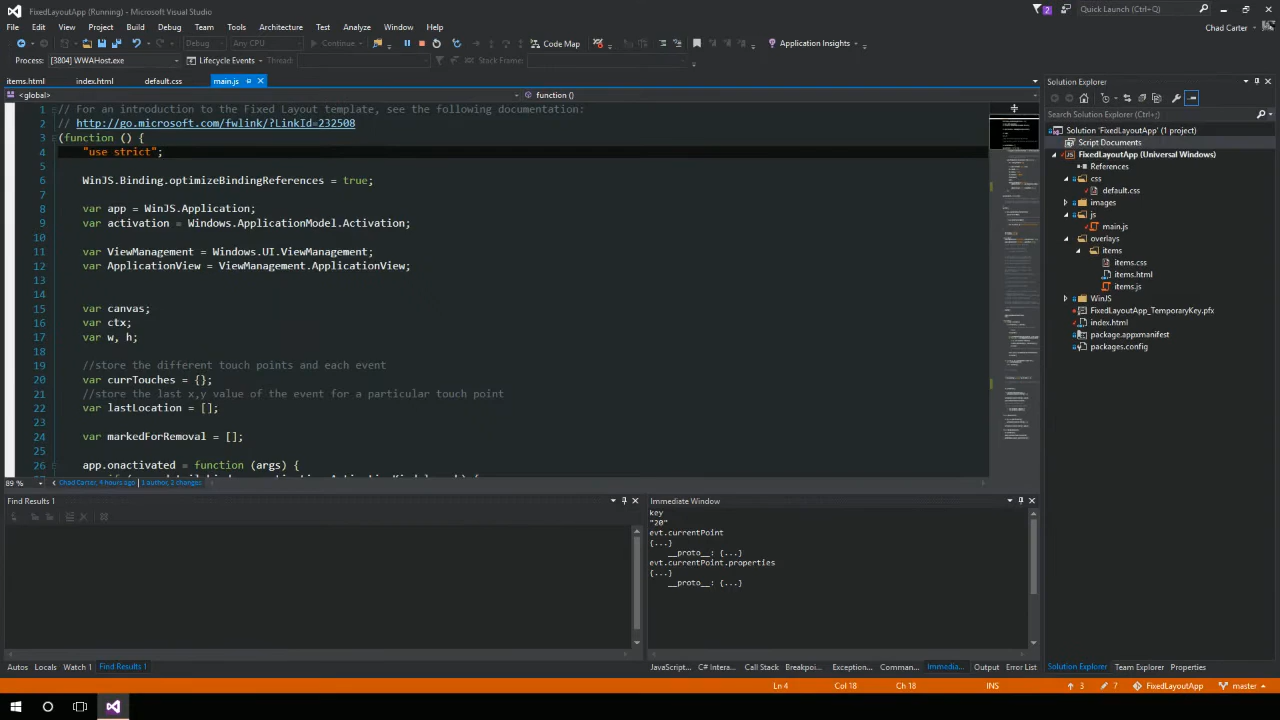 FixedLayoutApp (Running) - Microsoft Visual Studio
2
Quick Launch (Ctrl+Q)
File Edit View Project Build Debug Team Tools Architecture Test Analyze Window Help
Chad Carter
Debug Any CPU Continue Code Map Application Insights
Process: [3804] WWAHost.exe Lifecycle Events Thread: Stack Frame:
items.html index.html default.css main.js
<global> function ()
1 // For an introduction to the Fixed Layout template, see the following documentation:
2 // http://go.microsoft.com/fwlink/?LinkId=232508
3 (function () {
4 "use strict";
5
6 WinJS.Binding.optimizeBindingReferences = true;
7
8 var app = WinJS.Application;
9 var activation = Windows.ApplicationModel.Activation;
10
11 var ViewManagement = Windows.UI.ViewManagement;
12 var ApplicationView = ViewManagement.ApplicationView;
13
14
15 var canvas;
16 var ctx;
17 var w, h;
18
19 //store the different touch points and each event
20 var currTouches = {};
21 //store the last x,y value of the event for a particular touch point
22 var lastLocation = [];
23
24 var markedForRemoval = [];
25
26 app.onactivated = function (args) {
89 % Chad Carter, 4 hours ago | 1 author, 2 changes
Solution Explorer
Search Solution Explorer (Ctrl+;)
Solution 'FixedLayoutApp' (1 project)
Script Documents
FixedLayoutApp (Universal Windows)
References
css
default.css
images
js
main.js
overlays
items
items.css
items.html
items.js
WinJS
FixedLayoutApp_TemporaryKey.pfx
index.html
package.appxmanifest
packages.config
Find Results 1
Immediate Window
key
"20"
evt.currentPoint
{...}
__proto__: {...}
evt.currentPoint.properties
{...}
__proto__: {...}
Autos Locals Watch 1 Find Results 1
JavaScript... C# Intera... Call Stack Breakpoi... Exception... Comman... Immedia... Output Error List
Solution Explorer Team Explorer Properties
Ln 4 Col 18 Ch 18 INS 3 7 FixedLayoutApp master